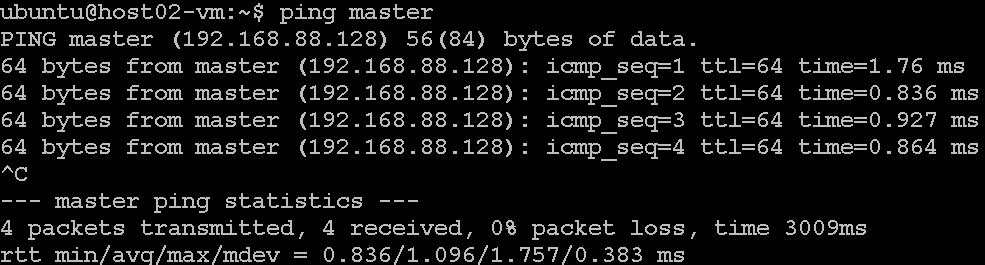 ubuntu@host02-vm:~$ ping master
PING master (192.168.88.128) 56(84) bytes of data.
64 bytes from master (192.168.88.128): icmp_seq=1 ttl=64 time=1.76 ms
64 bytes from master (192.168.88.128): icmp_seq=2 ttl=64 time=0.836 ms
64 bytes from master (192.168.88.128): icmp_seq=3 ttl=64 time=0.927 ms
64 bytes from master (192.168.88.128): icmp_seq=4 ttl=64 time=0.864 ms
^C
--- master ping statistics ---
4 packets transmitted, 4 received, 0% packet loss, time 3009ms
rtt min/avg/max/mdev = 0.836/1.096/1.757/0.383 ms